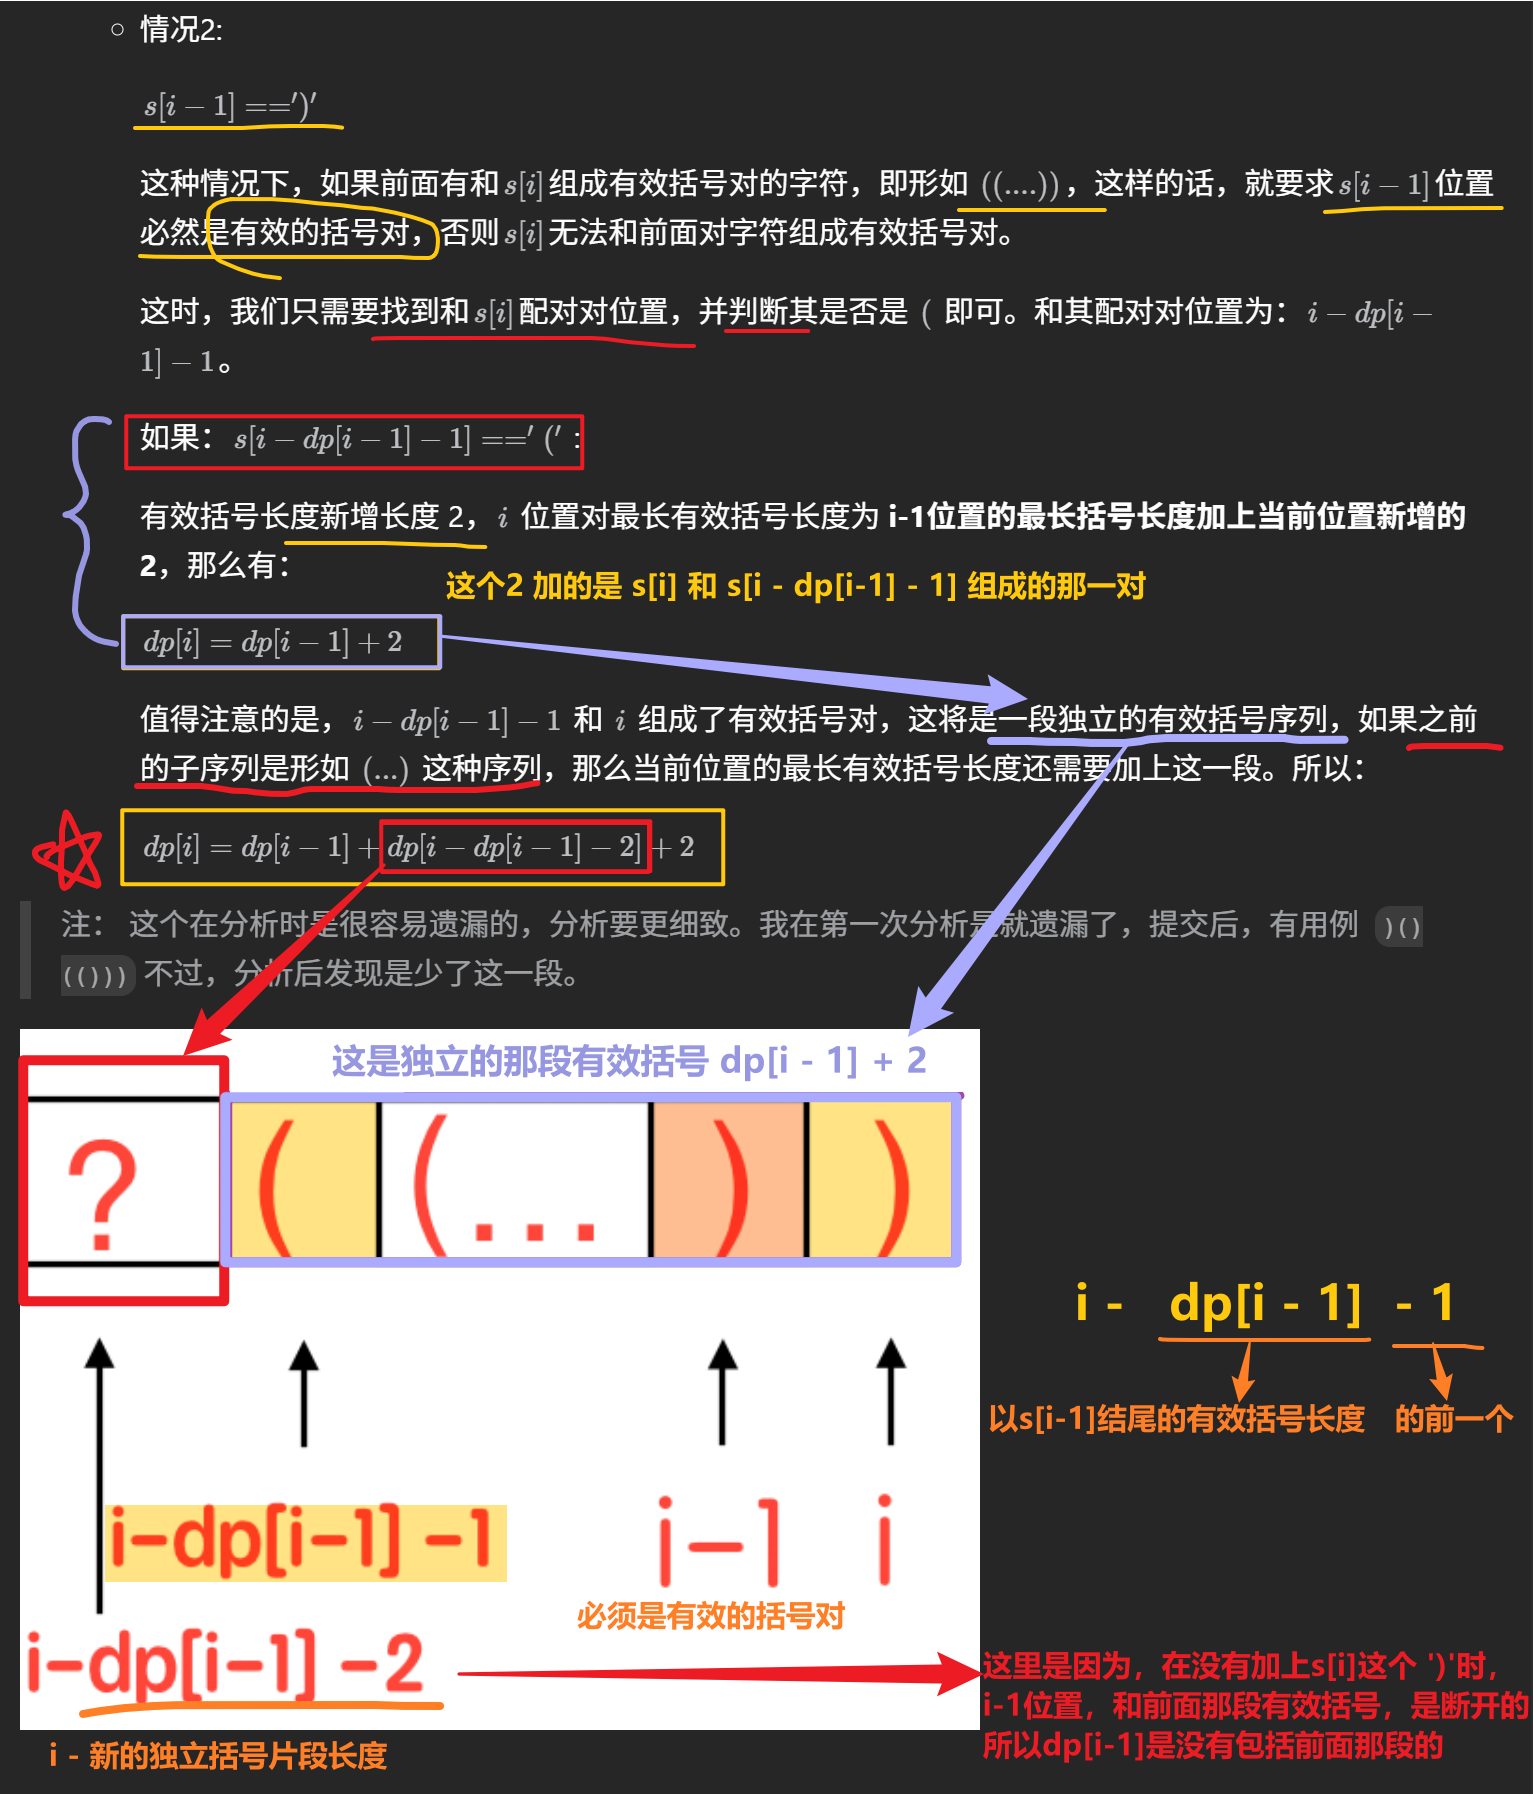 情况2:
s[i − 1] ==')'
这种情况下，如果前面有和 s[i] 组成有效括号对的字符，即形如 ((....))，这样的话，就要求 s[i − 1] 位置
必然是有效的括号对，否则 s[i] 无法和前面对字符组成有效括号对。
这时，我们只需要找到和 s[i] 配对对位置，并判断其是否是 ( 即可。和其配对对位置为： i − dp[i −
1] − 1。
如果： s[i − dp[i − 1] − 1] ==' (' :
有效括号长度新增长度 2， i 位置对最长有效括号长度为 i-1位置的最长括号长度加上当前位置新增的
2，那么有：
这个2 加的是 s[i] 和 s[i - dp[i-1] - 1] 组成的那一对
dp[i] = dp[i − 1] + 2
值得注意的是， i − dp[i − 1] − 1 和 i 组成了有效括号对，这将是一段独立的有效括号序列，如果之前
的子序列是形如 (...) 这种序列，那么当前位置的最长有效括号长度还需要加上这一段。所以：
dp[i] = dp[i − 1] + dp[i − dp[i − 1] − 2] + 2
注： 这个在分析时是很容易遗漏的，分析要更细致。我在第一次分析是就遗漏了，提交后，有用例 )()
(())) 不过，分析后发现是少了这一段。
这是独立的那段有效括号 dp[i - 1] + 2
? ( (... ) )
i - dp[i - 1] - 1
以s[i-1]结尾的有效括号长度 的前一个
i-dp[i-1] -1 i-1 i
必须是有效的括号对
i-dp[i-1] -2
这里是因为，在没有加上s[i]这个 ')'时，
i-1位置，和前面那段有效括号，是断开的
所以dp[i-1]是没有包括前面那段的
i - 新的独立括号片段长度